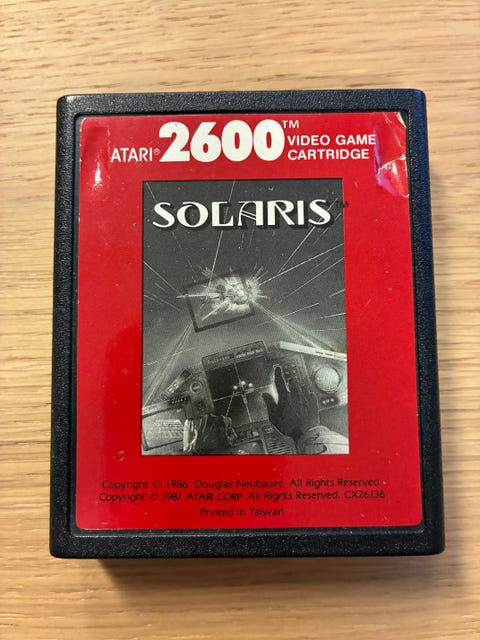 ATARI® 2600™ VIDEO GAME
CARTRIDGE
SOLARIS™
Copyright © 1986, Douglas Neubauer. All Rights Reserved.
Copyright © 1987 ATARI CORP. All Rights Reserved. CX26136
Printed in Taiwan